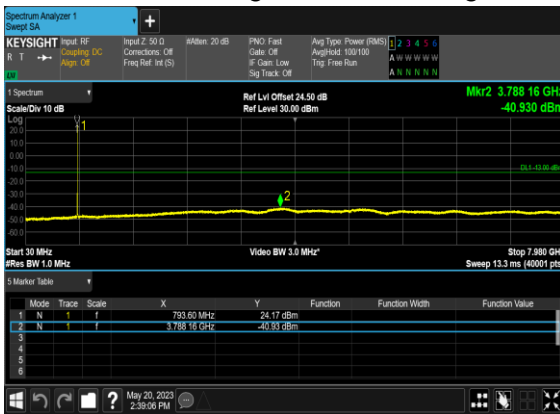 Spectrum Analyzer 1
Swept SA
+
KEYSIGHT Input: RF Input Z: 50 Ω #Atten: 20 dB PNO: Fast Avg Type: Power (RMS) 1 2 3 4 5 6
R T Coupling: DC Corrections: Off Gate: Off Avg|Hold: 100/100 A W W W W W
Align: Off Freq Ref: Int (S) IF Gain: Low Trig: Free Run
Sig Track: Off A N N N N N
LV
1 Spectrum Ref Lvl Offset 24.50 dB Mkr2 3.788 16 GHz
Scale/Div 10 dB Ref Level 30.00 dBm -40.930 dBm
Log
20.0
10.0
0.00
-10.0
-20.0
-30.0
-40.0
-50.0
-60.0
1
DL1 -13.00 dBm
2
Start 30 MHz Video BW 3.0 MHz* Stop 7.980 GH
#Res BW 1.0 MHz Sweep 13.3 ms (40001 pts
5 Marker Table
Mode Trace Scale X Y Function Function Width Function Value
1 N 1 f 793.60 MHz 24.17 dBm
2 N 1 f 3.788 16 GHz -40.93 dBm
3
4
5
6
? May 20, 2023
2:39:06 PM